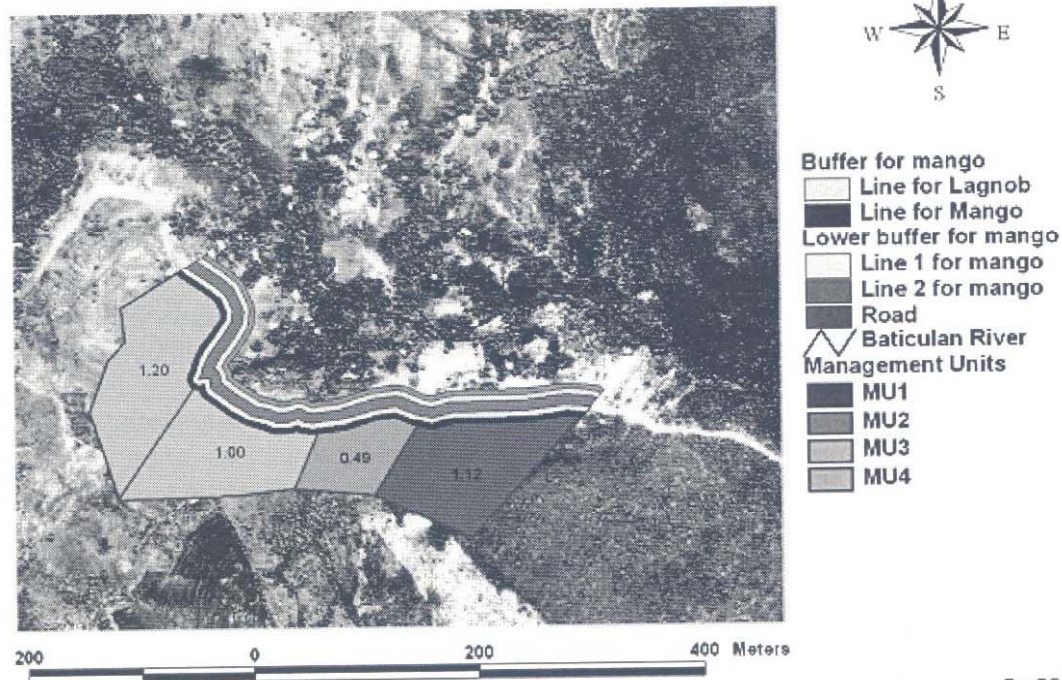 W E
S
Buffer for mango
Line for Lagnob
Line for Mango
Lower buffer for mango
Line 1 for mango
Line 2 for mango
Road
Baticulan River
Management Units
MU1
MU2
MU3
MU4
1.20
1.00
0.49
1.12
200 0 200 400 Meters